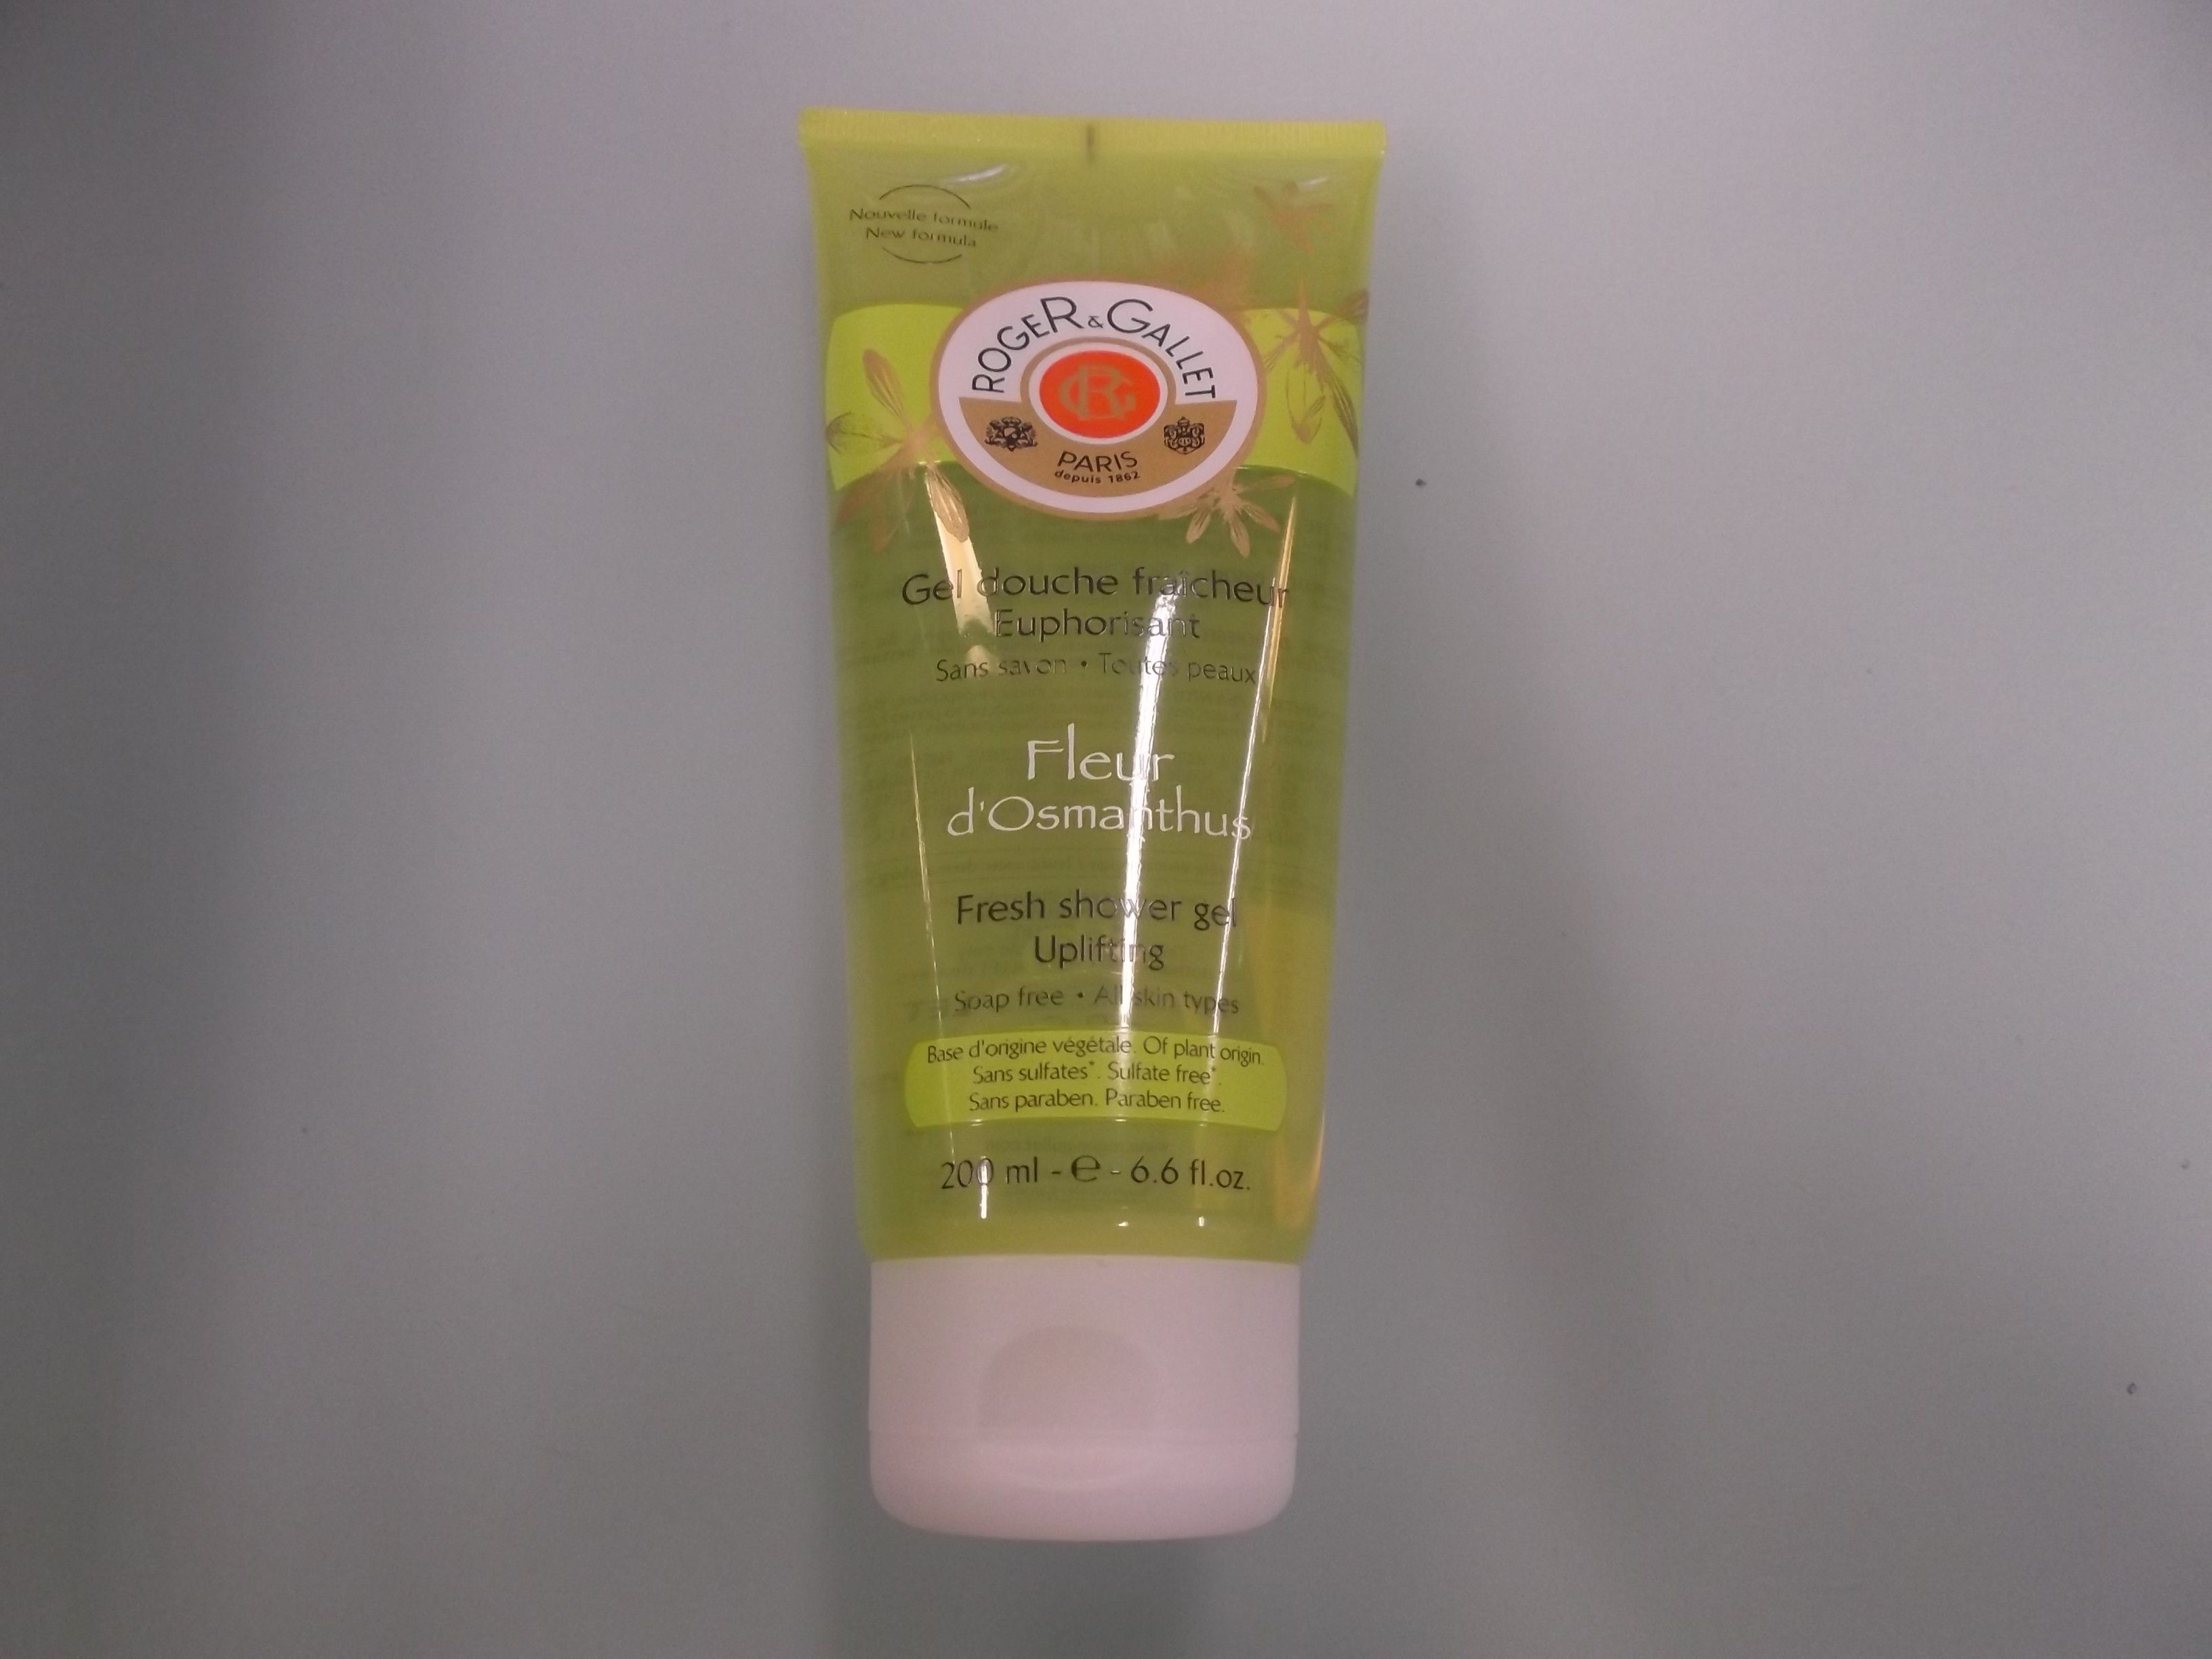 Nouvelle formule
New formula
ROGER & GALLET
RG
PARIS
depuis 1862
Gel douche fraîcheur
Euphorisant
Sans savon • Toutes peaux
Fleur
d'Osmanthus
Fresh shower gel
Uplifting
Soap free • All skin types
Base d'origine végétale. Of plant origin.
Sans sulfates*. Sulfate free*.
Sans paraben. Paraben free.
200 ml - e - 6.6 fl.oz.